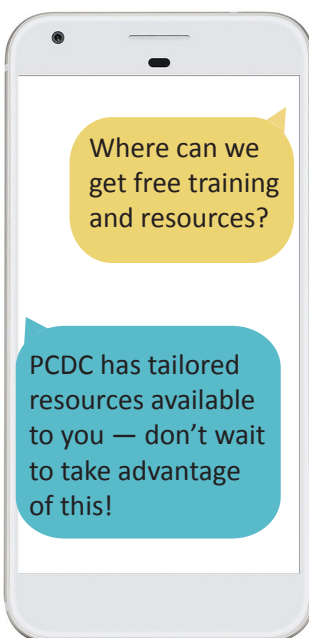 Where can we
get free training
and resources?
PCDC has tailored
resources available
to you — don’t wait
to take advantage
of this!